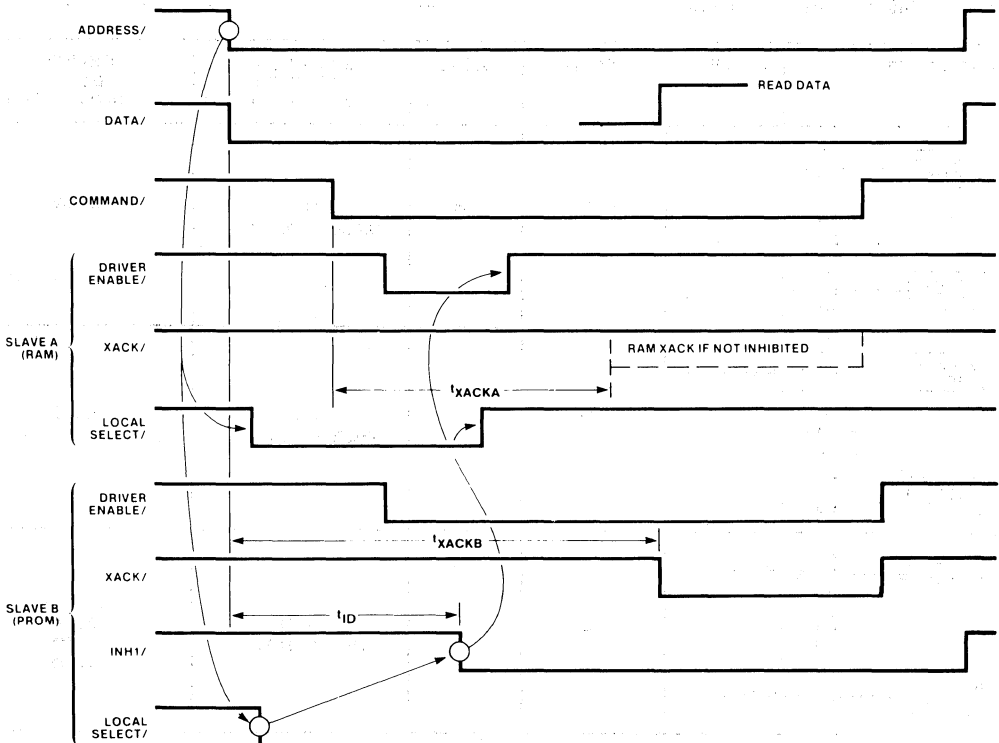 ADDRESS/
READ DATA
DATA/
COMMAND/
DRIVER
ENABLE/
SLAVE A
(RAM)
XACK/
RAM XACK IF NOT INHIBITED
tXACKA
LOCAL
SELECT/
DRIVER
ENABLE/
tXACKB
XACK/
SLAVE B
(PROM)
tID
INH1/
LOCAL
SELECT/